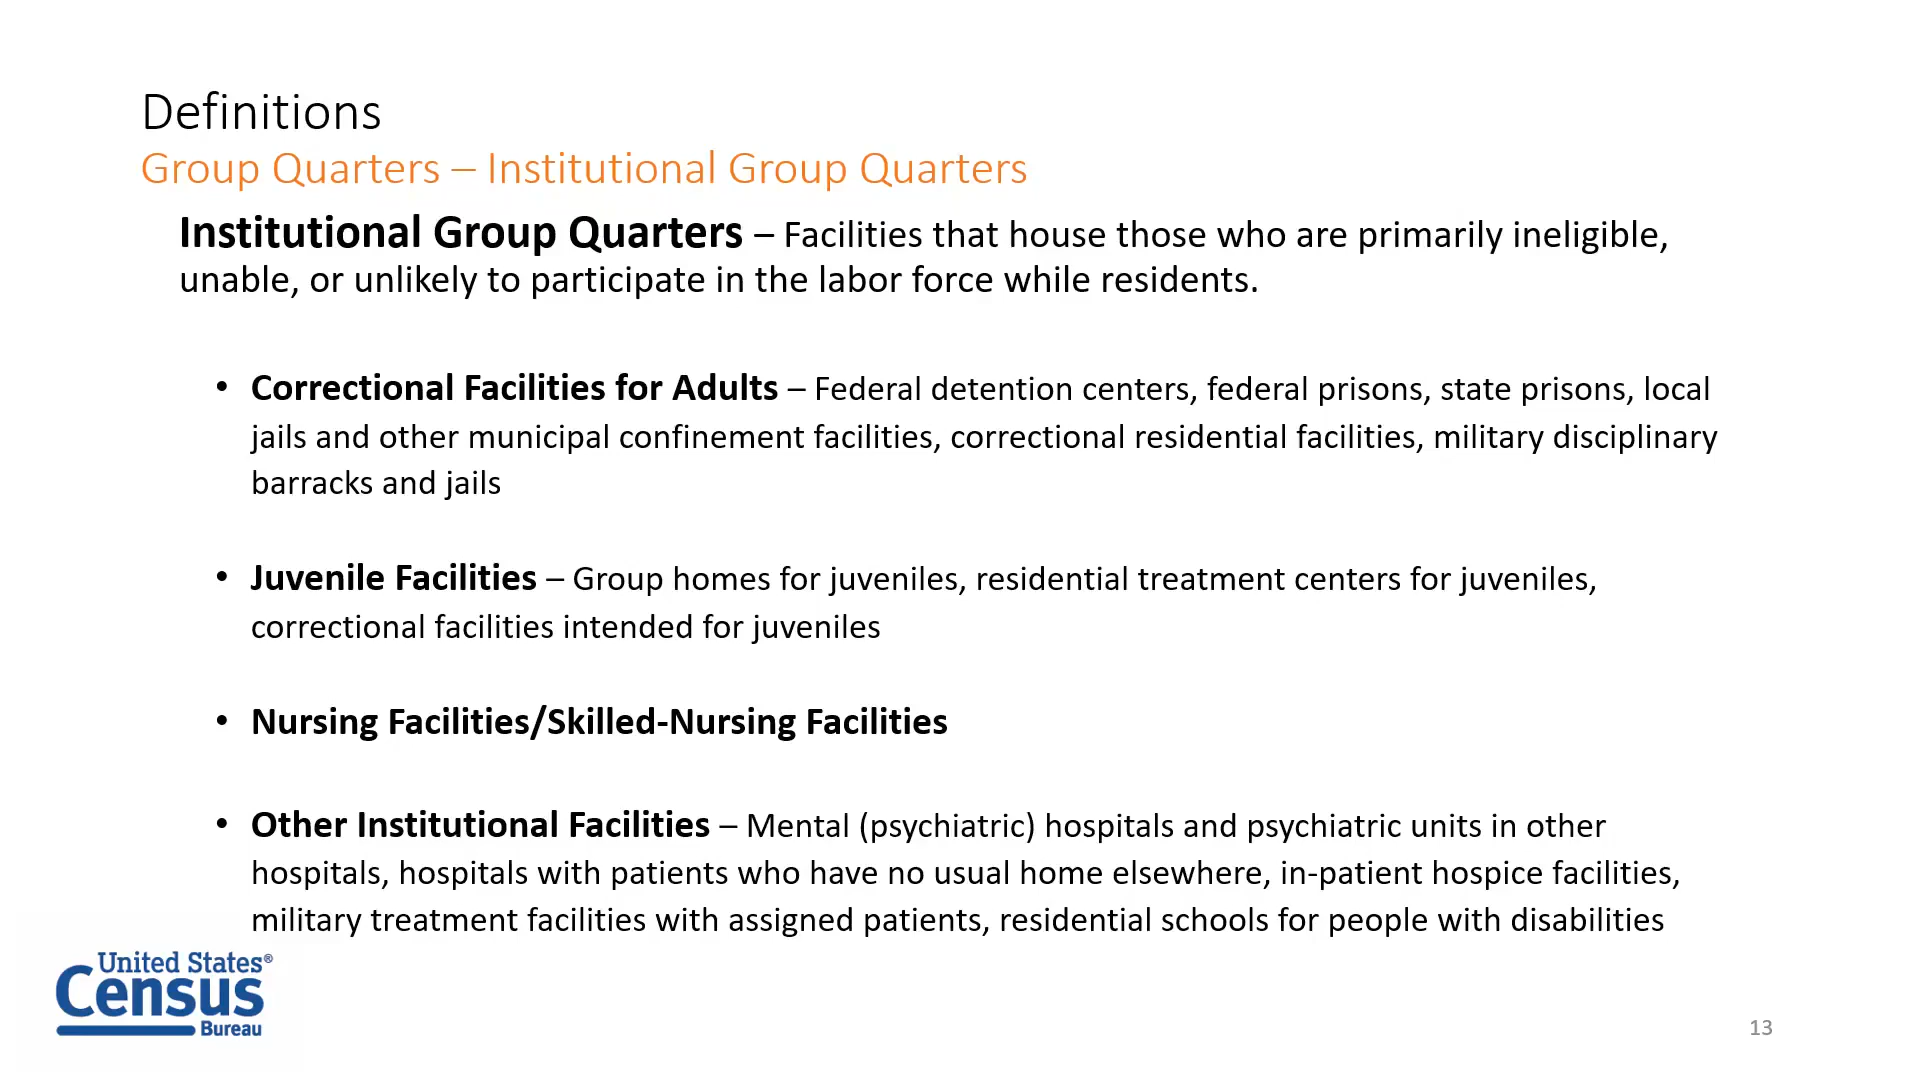 Definitions
Group Quarters – Institutional Group Quarters
Institutional Group Quarters – Facilities that house those who are primarily ineligible,
unable, or unlikely to participate in the labor force while residents.
• Correctional Facilities for Adults – Federal detention centers, federal prisons, state prisons, local
jails and other municipal confinement facilities, correctional residential facilities, military disciplinary
barracks and jails
• Juvenile Facilities – Group homes for juveniles, residential treatment centers for juveniles,
correctional facilities intended for juveniles
• Nursing Facilities/Skilled-Nursing Facilities
• Other Institutional Facilities – Mental (psychiatric) hospitals and psychiatric units in other
hospitals, hospitals with patients who have no usual home elsewhere, in-patient hospice facilities,
military treatment facilities with assigned patients, residential schools for people with disabilities
United States®
Census
Bureau
13